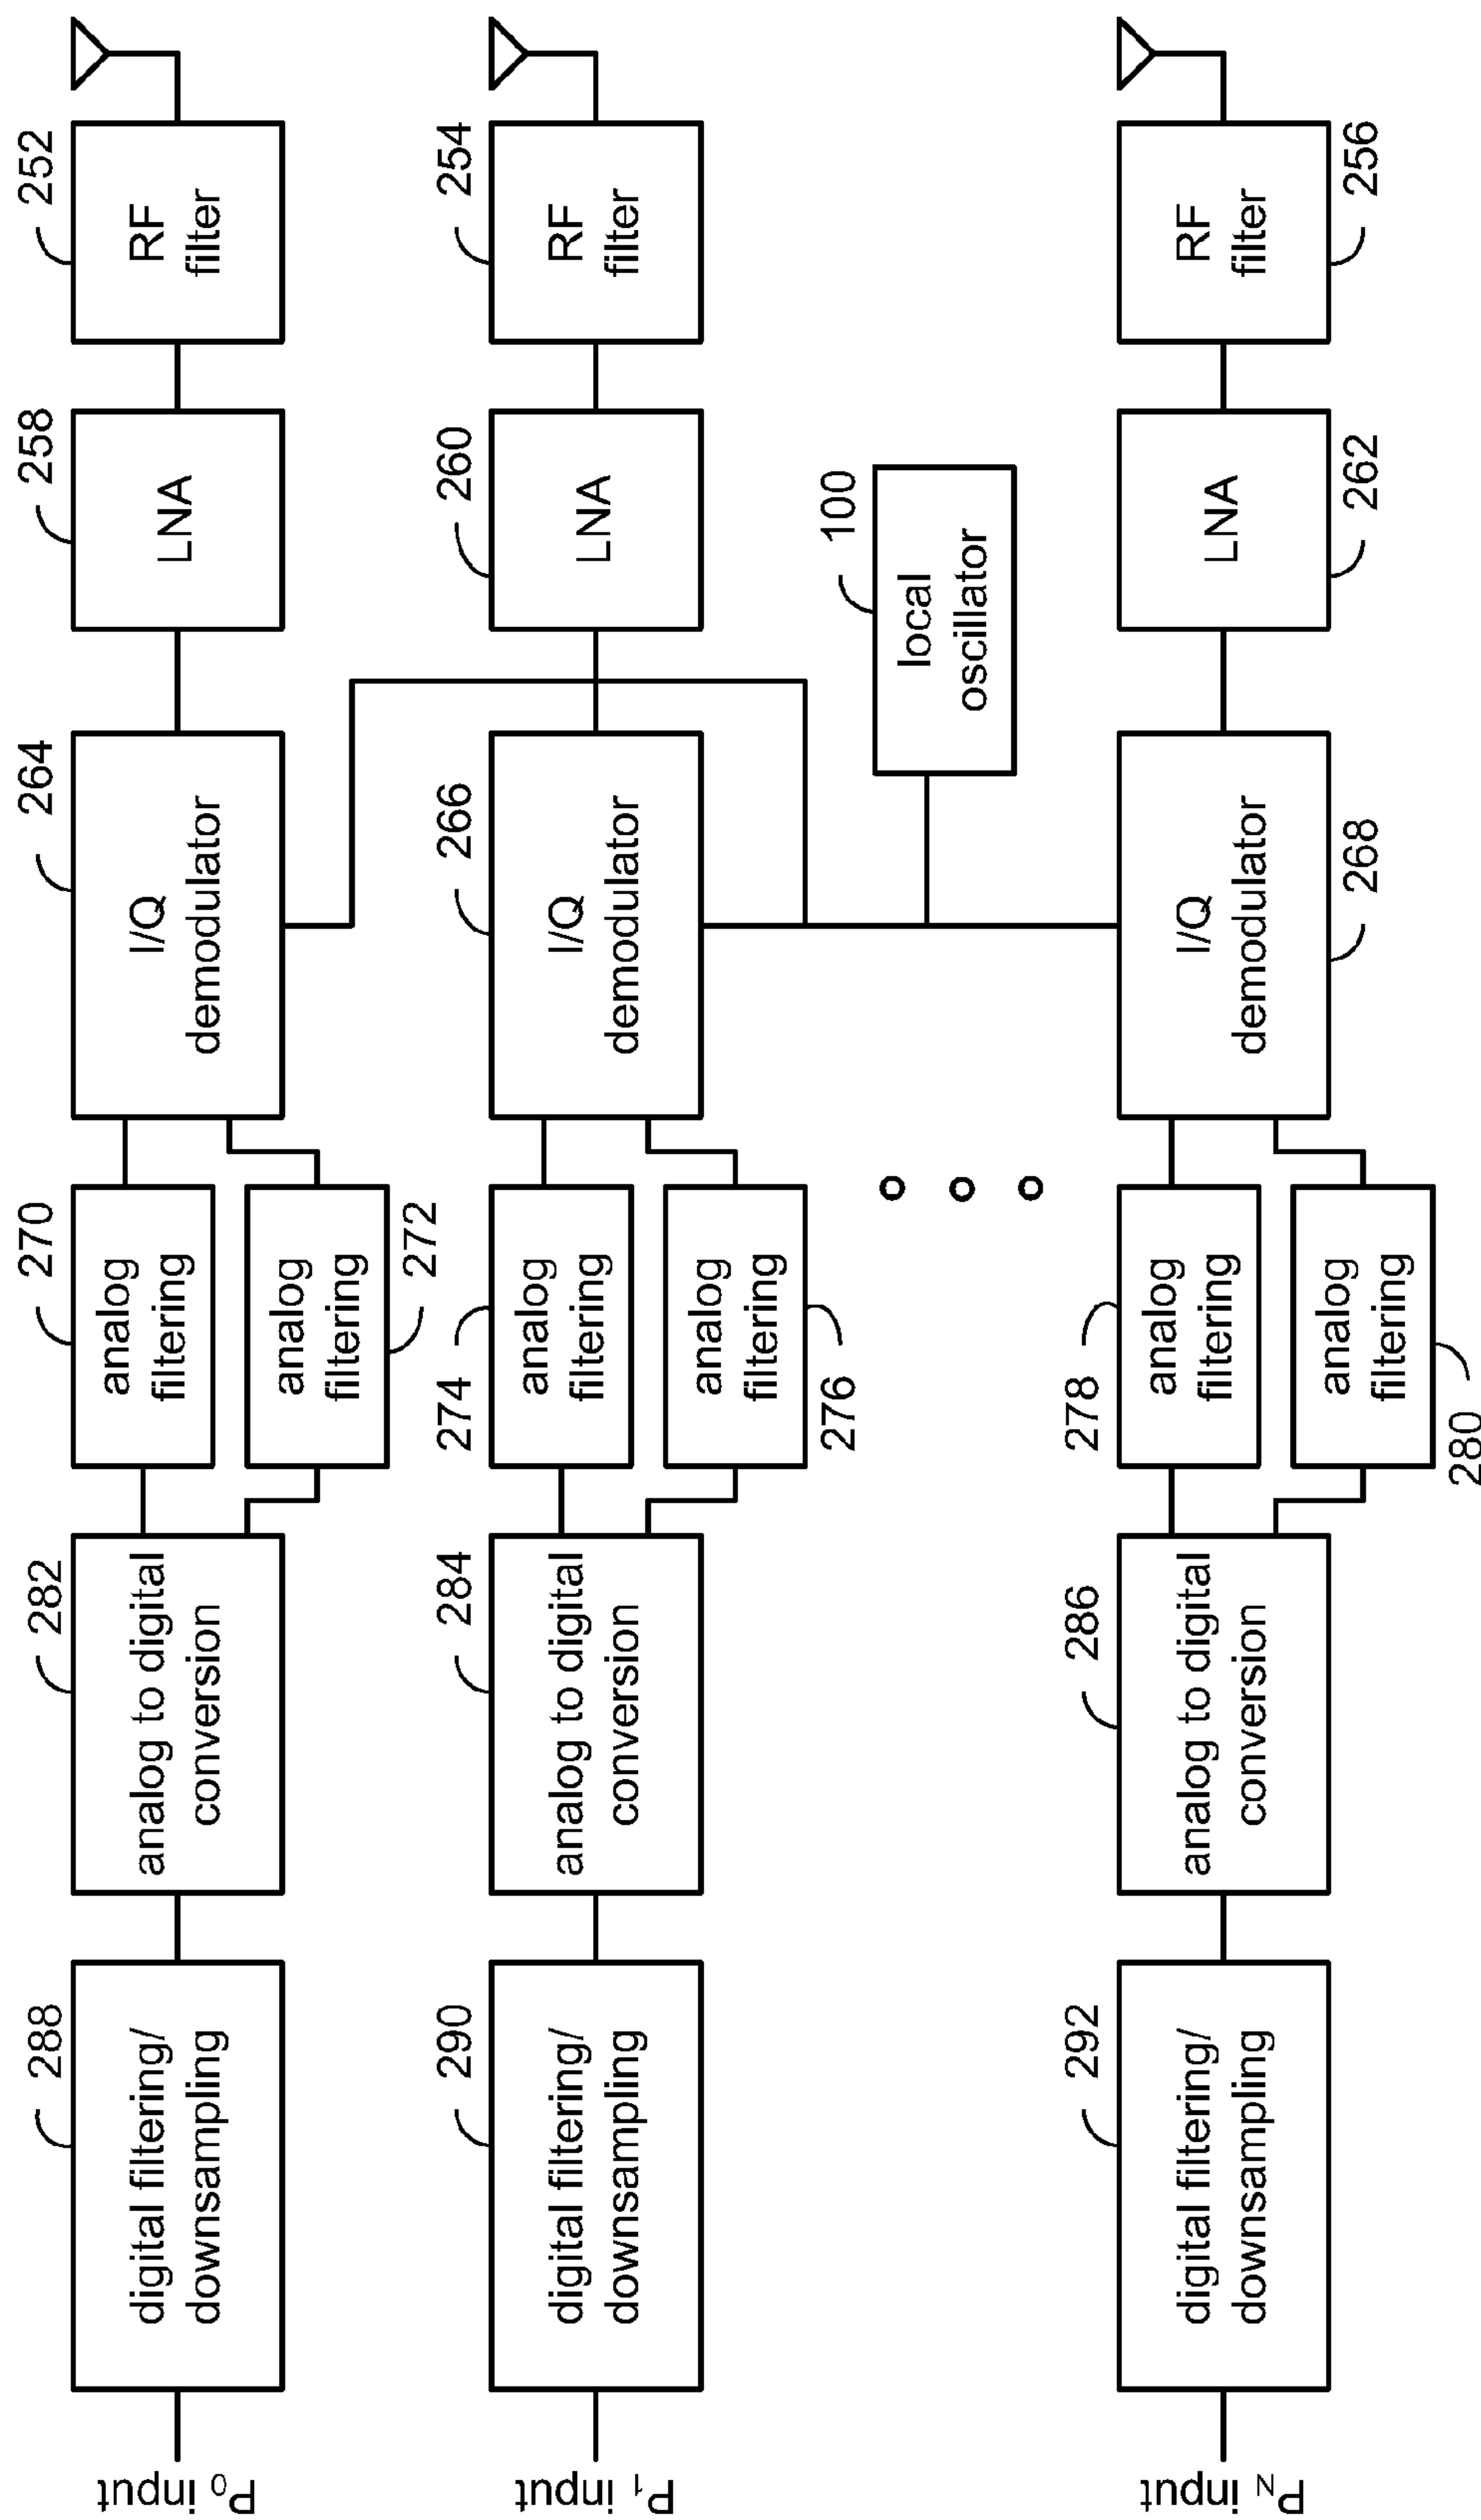 252
RF
filter
258
LNA
264
I/Q
demodulator
270
analog
filtering
analog
filtering
272
282
analog to digital
conversion
288
digital filtering/
downsampling
P0 input
254
RF
filter
260
LNA
266
I/Q
demodulator
274
analog
filtering
analog
filtering
276
284
analog to digital
conversion
290
digital filtering/
downsampling
P1 input
100
local
oscillator
RF
filter
256
LNA
262
I/Q
demodulator
268
278
analog
filtering
analog
filtering
280
286
analog to digital
conversion
292
digital filtering/
downsampling
PN input